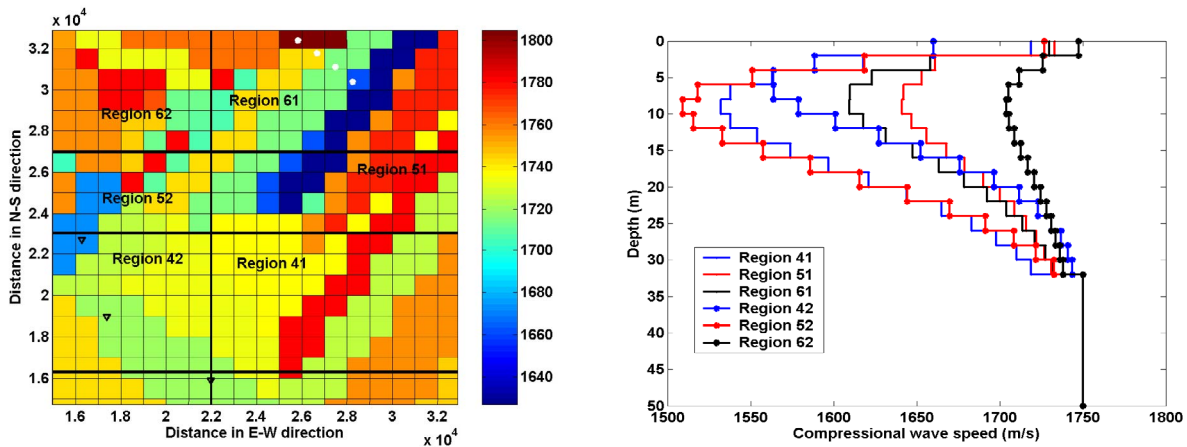 x 10⁴
3.2
3
2.8
2.6
2.4
2.2
2
1.8
1.6
Distance in N-S direction
Region 62
Region 61
Region 51
Region 52
Region 42
Region 41
1.6
1.8
2
2.2
2.4
2.6
2.8
3
3.2
Distance in E-W direction
x 10⁴
1800
1780
1760
1740
1720
1700
1680
1660
1640
0
5
10
15
20
25
30
35
40
45
50
Depth (m)
Region 41
Region 51
Region 61
Region 42
Region 52
Region 62
1500
1550
1600
1650
1700
1750
1800
Compressional wave speed (m/s)